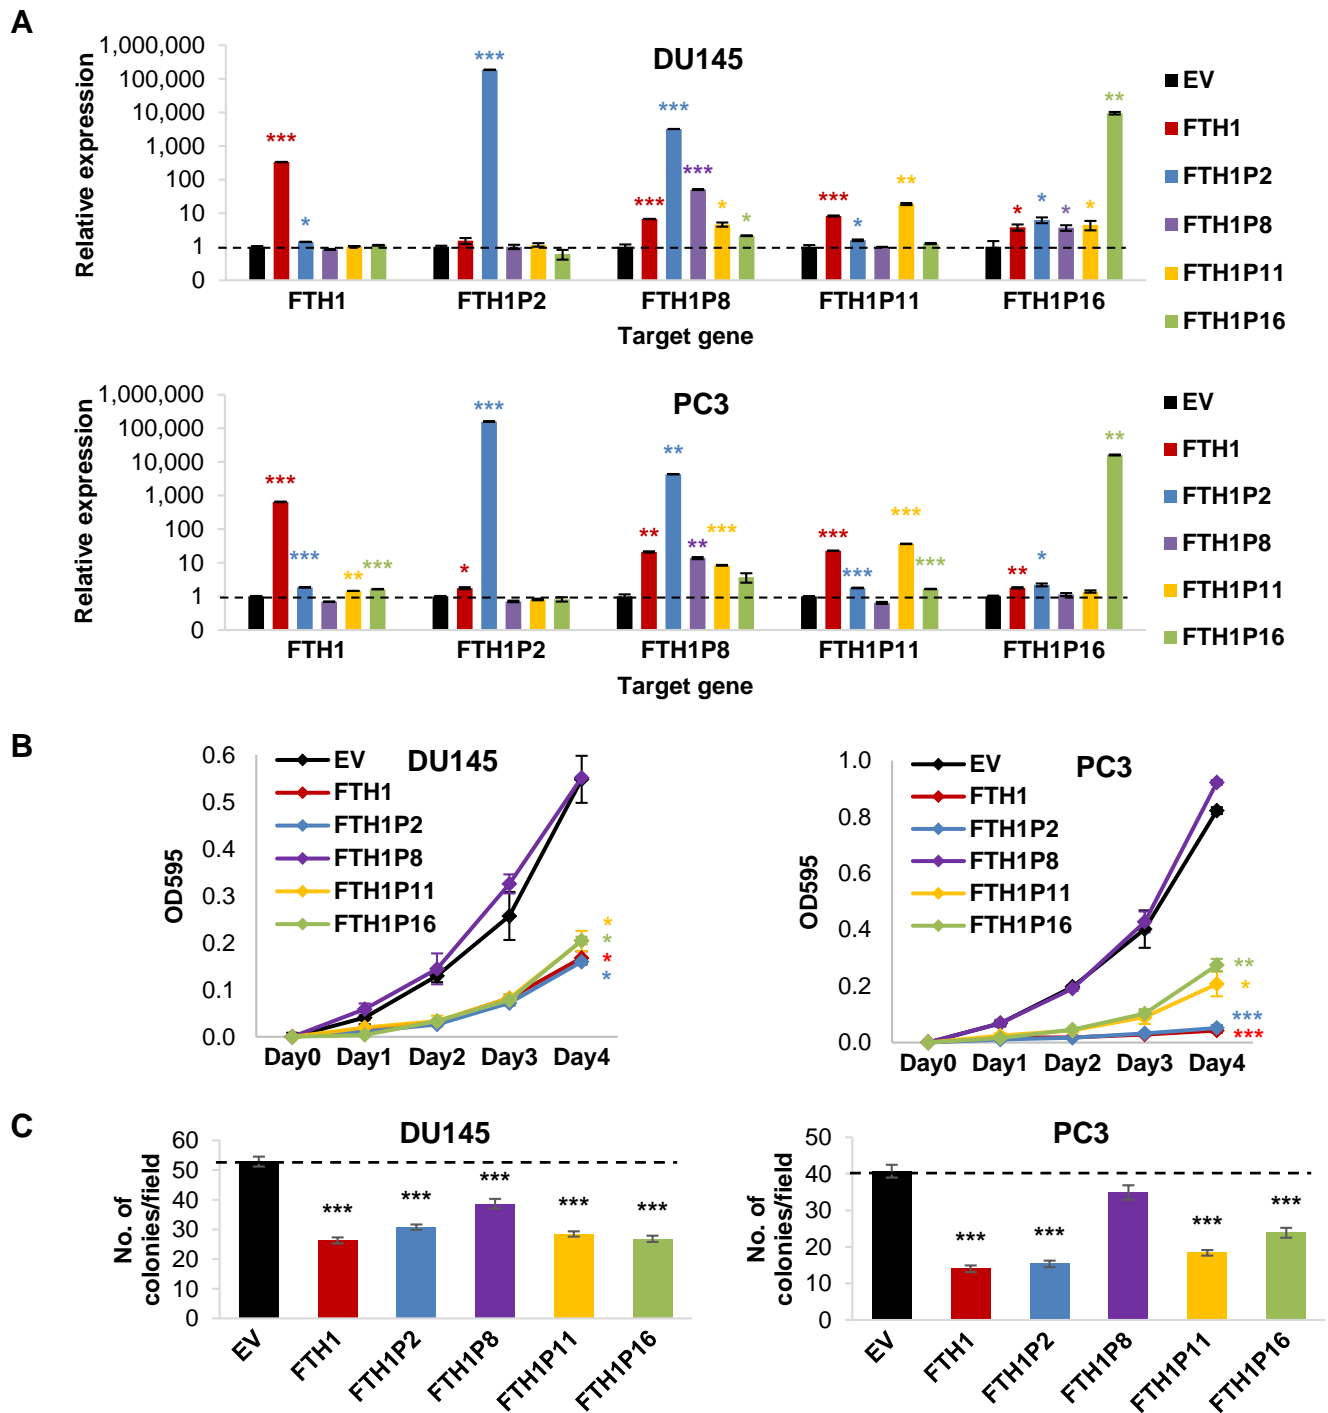 A
DU145
Relative expression
1,000,000
100,000
10,000
1,000
100
10
1
0
***
*
***
***
***
***
*
*
***
*
**
*
*
*
*
**
FTH1 FTH1P2 FTH1P8 FTH1P11 FTH1P16
Target gene
EV
FTH1
FTH1P2
FTH1P8
FTH1P11
FTH1P16
PC3
Relative expression
1,000,000
100,000
10,000
1,000
100
10
1
0
***
***
**
***
*
***
**
**
**
***
***
***
***
***
**
*
**
FTH1 FTH1P2 FTH1P8 FTH1P11 FTH1P16
Target gene
EV
FTH1
FTH1P2
FTH1P8
FTH1P11
FTH1P16
B
DU145
OD595
0.6
0.5
0.4
0.3
0.2
0.1
0.0
EV
FTH1
FTH1P2
FTH1P8
FTH1P11
FTH1P16
*
*
*
*
Day0 Day1 Day2 Day3 Day4
PC3
OD595
1.0
0.8
0.6
0.4
0.2
0.0
EV
FTH1
FTH1P2
FTH1P8
FTH1P11
FTH1P16
**
*
***
***
Day0 Day1 Day2 Day3 Day4
C
DU145
No. of
colonies/field
60
50
40
30
20
10
0
*** *** *** *** ***
EV FTH1 FTH1P2 FTH1P8 FTH1P11 FTH1P16
PC3
No. of
colonies/field
50
40
30
20
10
0
*** *** *** ***
EV FTH1 FTH1P2 FTH1P8 FTH1P11 FTH1P16